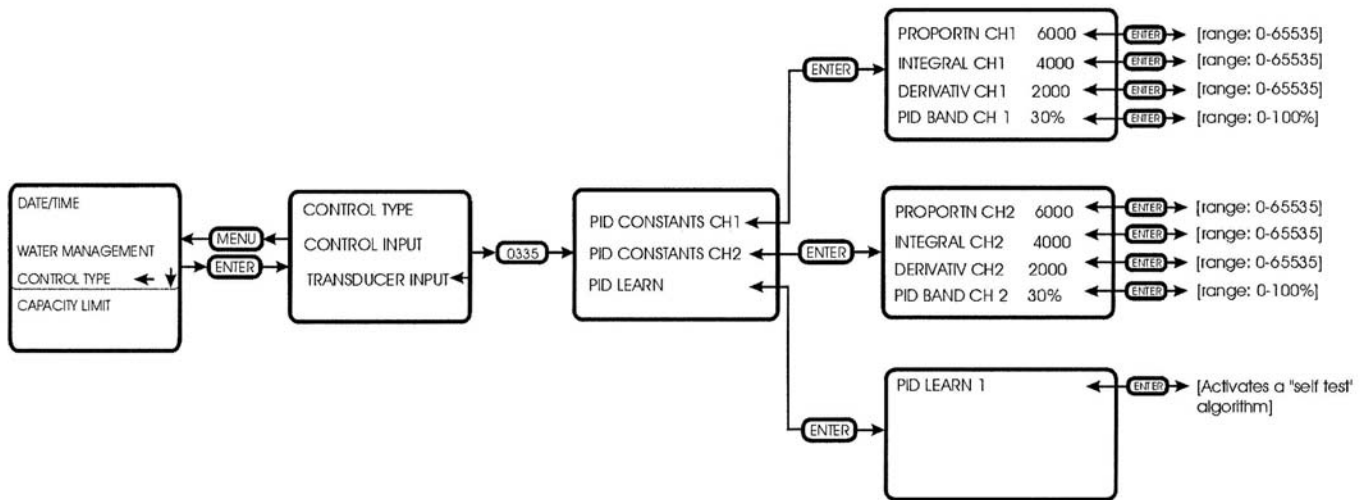 DATE/TIME
WATER MANAGEMENT
CONTROL TYPE
CAPACITY LIMIT
MENU
ENTER
CONTROL TYPE
CONTROL INPUT
TRANSDUCER INPUT
0335
PID CONSTANTS CH1
PID CONSTANTS CH2
PID LEARN
ENTER
PROPORTN CH1 6000 ENTER [range: 0-65535]
INTEGRAL CH1 4000 ENTER [range: 0-65535]
DERIVATIV CH1 2000 ENTER [range: 0-65535]
PID BAND CH 1 30% ENTER [range: 0-100%]
ENTER
PROPORTN CH2 6000 ENTER [range: 0-65535]
INTEGRAL CH2 4000 ENTER [range: 0-65535]
DERIVATIV CH2 2000 ENTER [range: 0-65535]
PID BAND CH 2 30% ENTER [range: 0-100%]
ENTER
PID LEARN 1 ENTER [Activates a "self test"
algorithm]